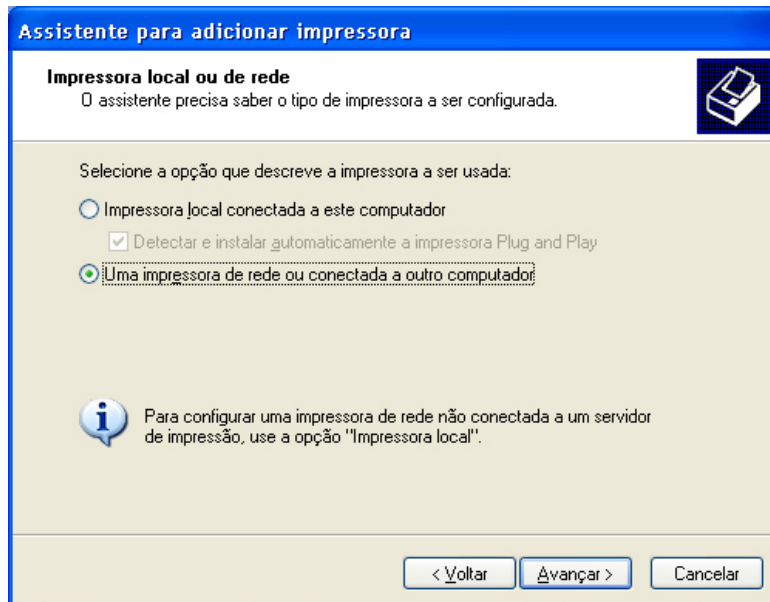 Assistente para adicionar impressora
Impressora local ou de rede
O assistente precisa saber o tipo de impressora a ser configurada.
Selecione a opção que descreve a impressora a ser usada:
Impressora local conectada a este computador
Detectar e instalar automaticamente a impressora Plug and Play
Uma impressora de rede ou conectada a outro computador
Para configurar uma impressora de rede não conectada a um servidor
de impressão, use a opção "Impressora local".
< Voltar Avançar > Cancelar